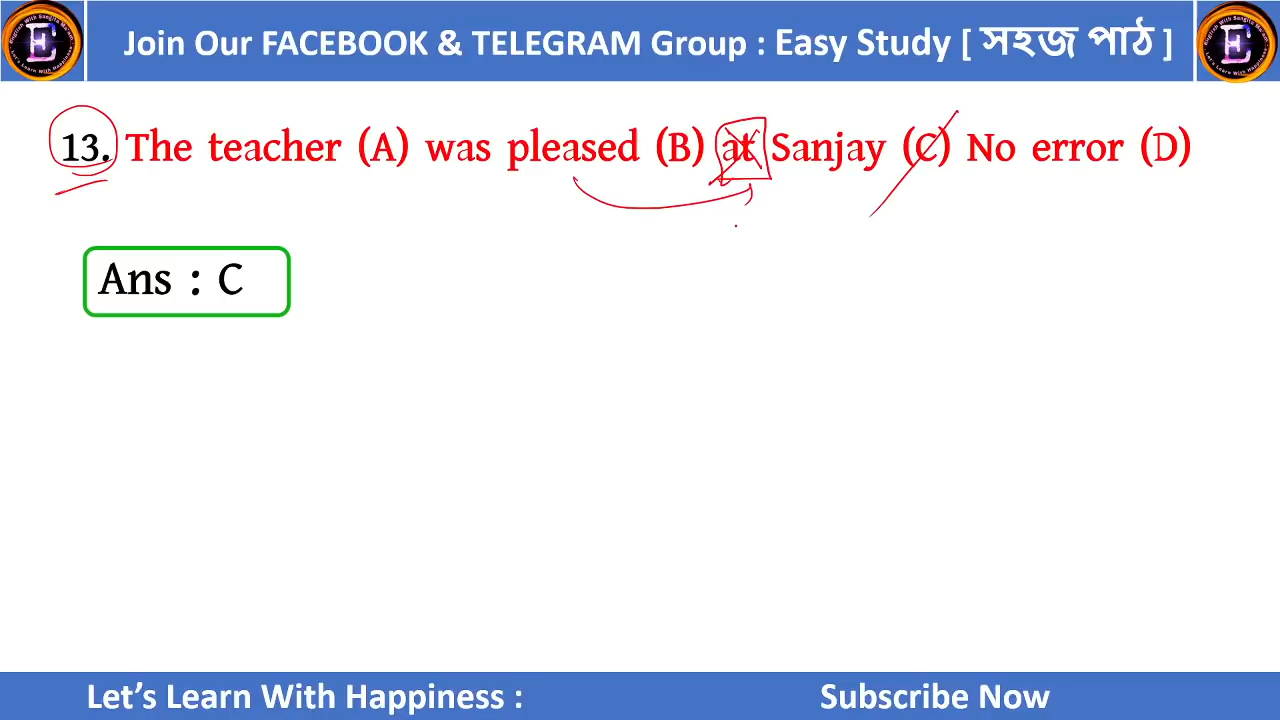 Join Our FACEBOOK & TELEGRAM Group : Easy Study [ সহজ পাঠ ]
13. The teacher (A) was pleased (B) at Sanjay (C) No error (D)
Ans : C
Let's Learn With Happiness :
Subscribe Now